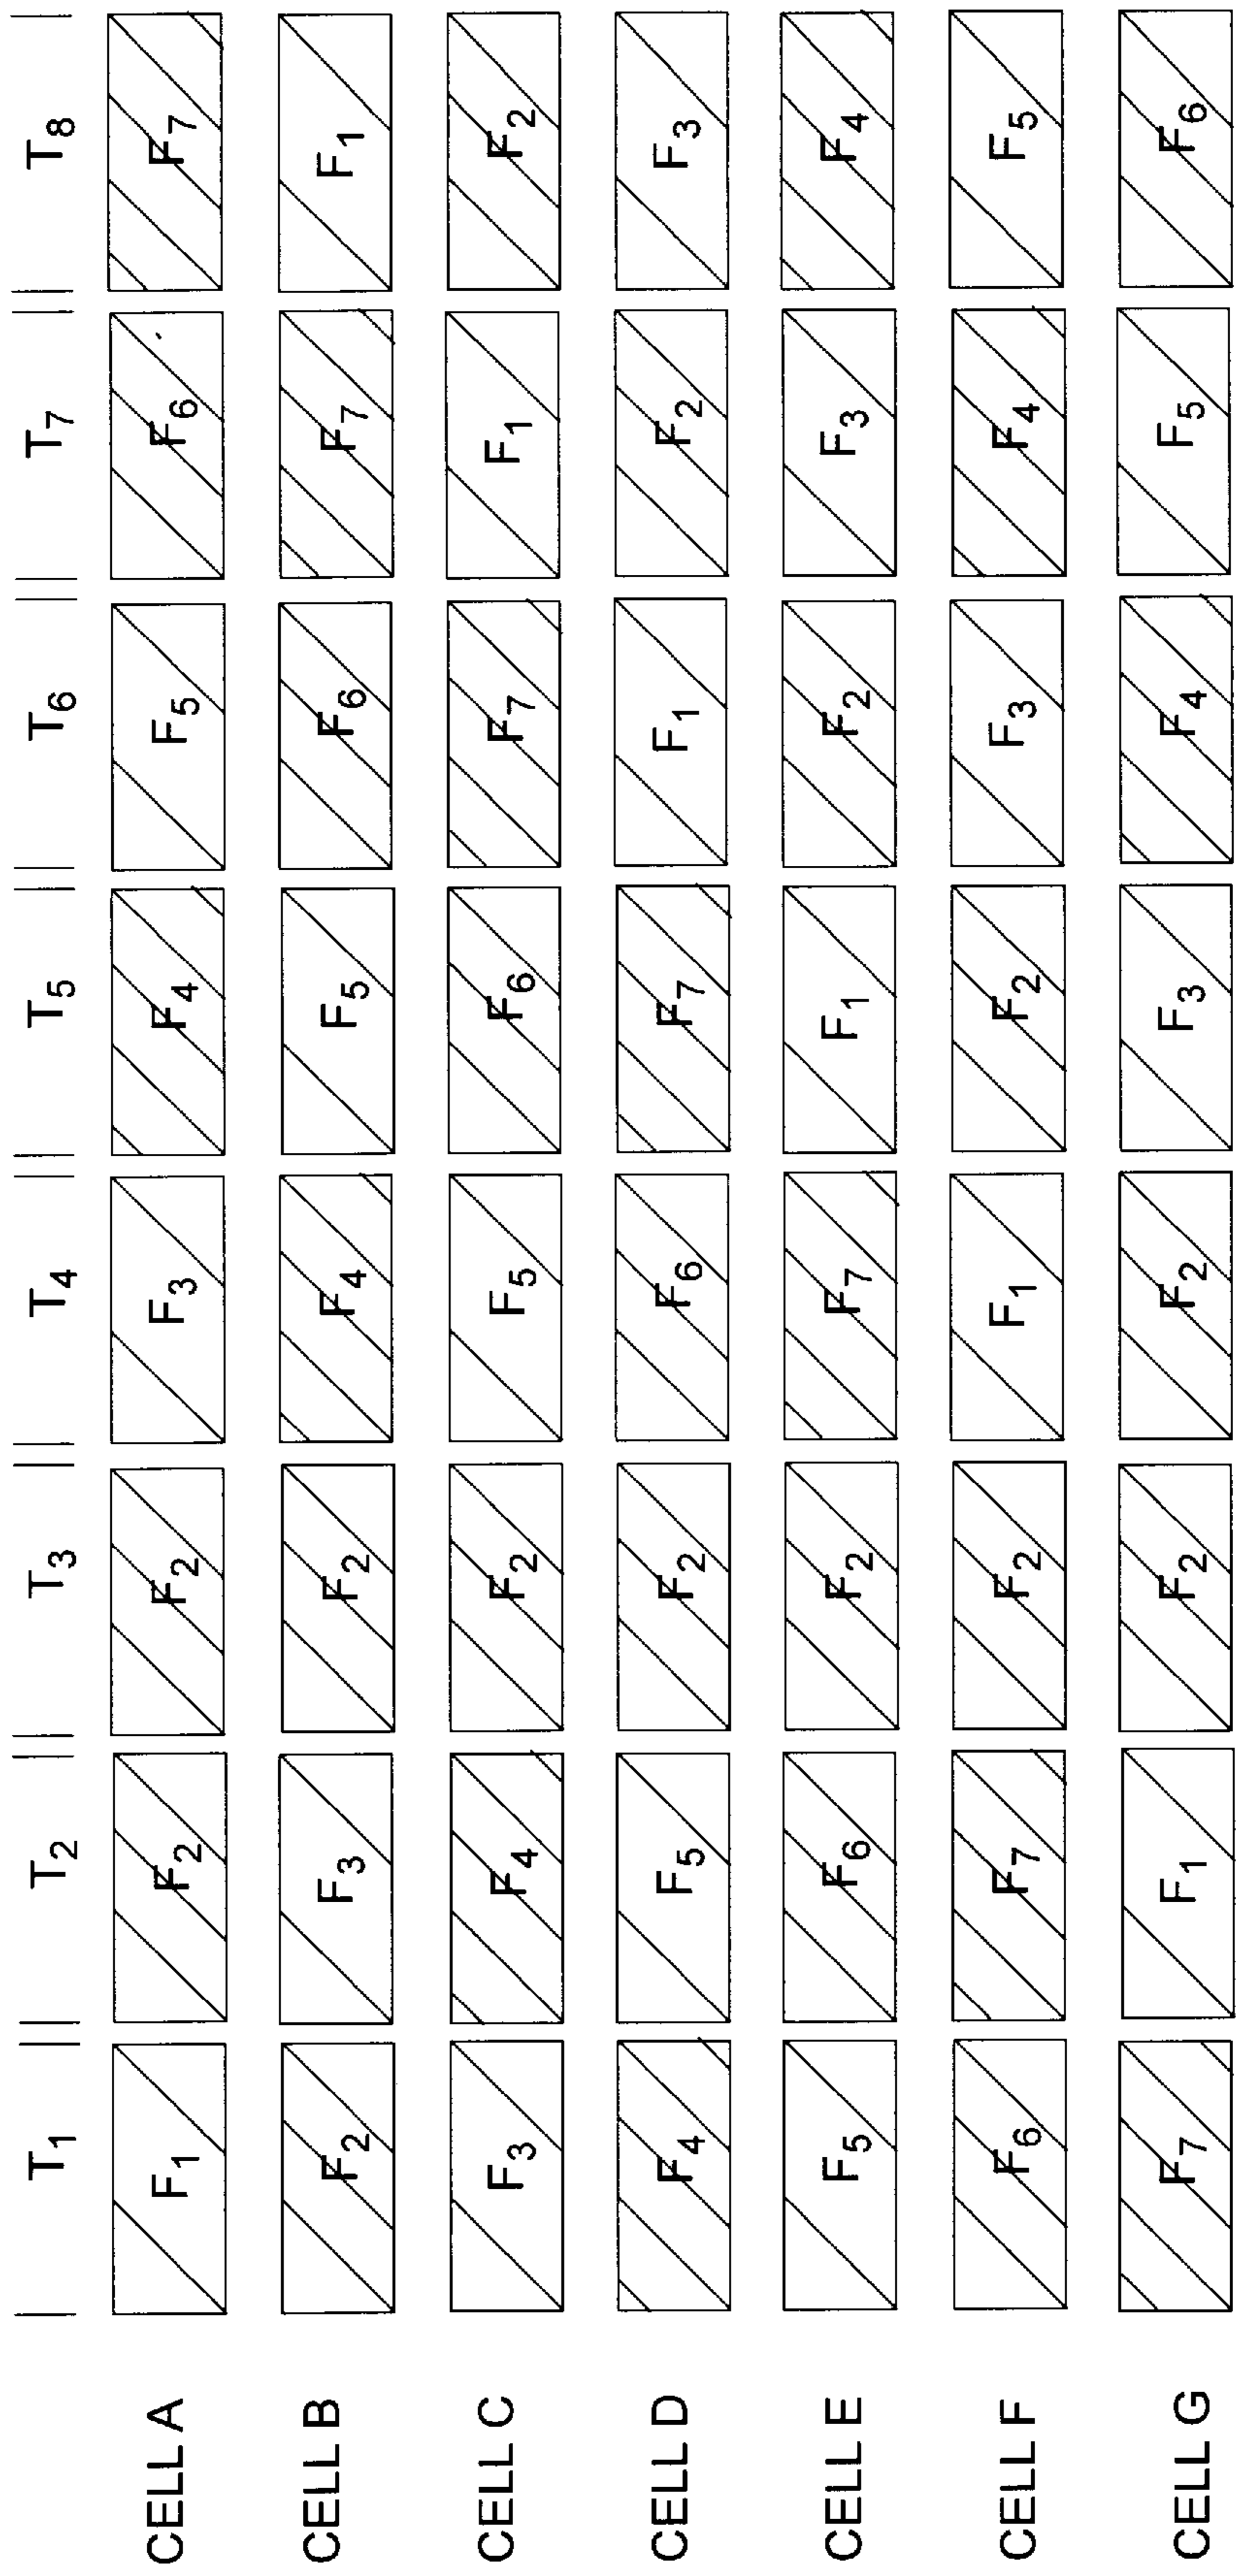 T1 T2 T3 T4 T5 T6 T7 T8
CELL A F1 F2 F2 F3 F4 F5 F6 F7
CELL B F2 F3 F2 F4 F5 F6 F7 F1
CELL C F3 F4 F2 F5 F6 F7 F1 F2
CELL D F4 F5 F2 F6 F7 F1 F2 F3
CELL E F5 F6 F2 F7 F1 F2 F3 F4
CELL F F6 F7 F2 F1 F2 F3 F4 F5
CELL G F7 F1 F2 F2 F3 F4 F5 F6